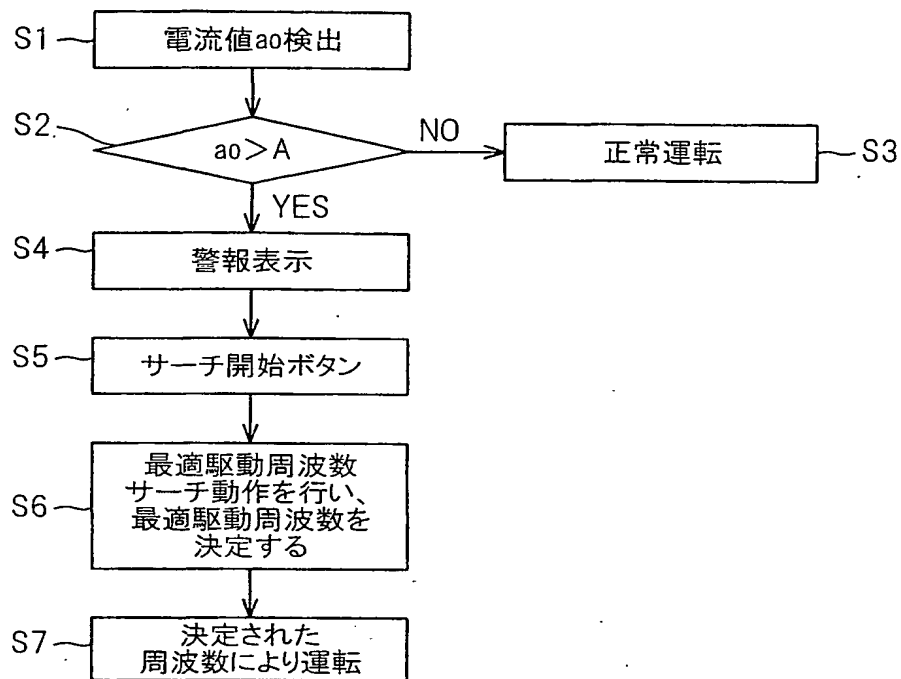 S1
電流値ao検出
S2
ao＞A
NO
正常運転
S3
YES
S4
警報表示
S5
サーチ開始ボタン
S6
最適駆動周波数
サーチ動作を行い、
最適駆動周波数を
決定する
S7
決定された
周波数により運転